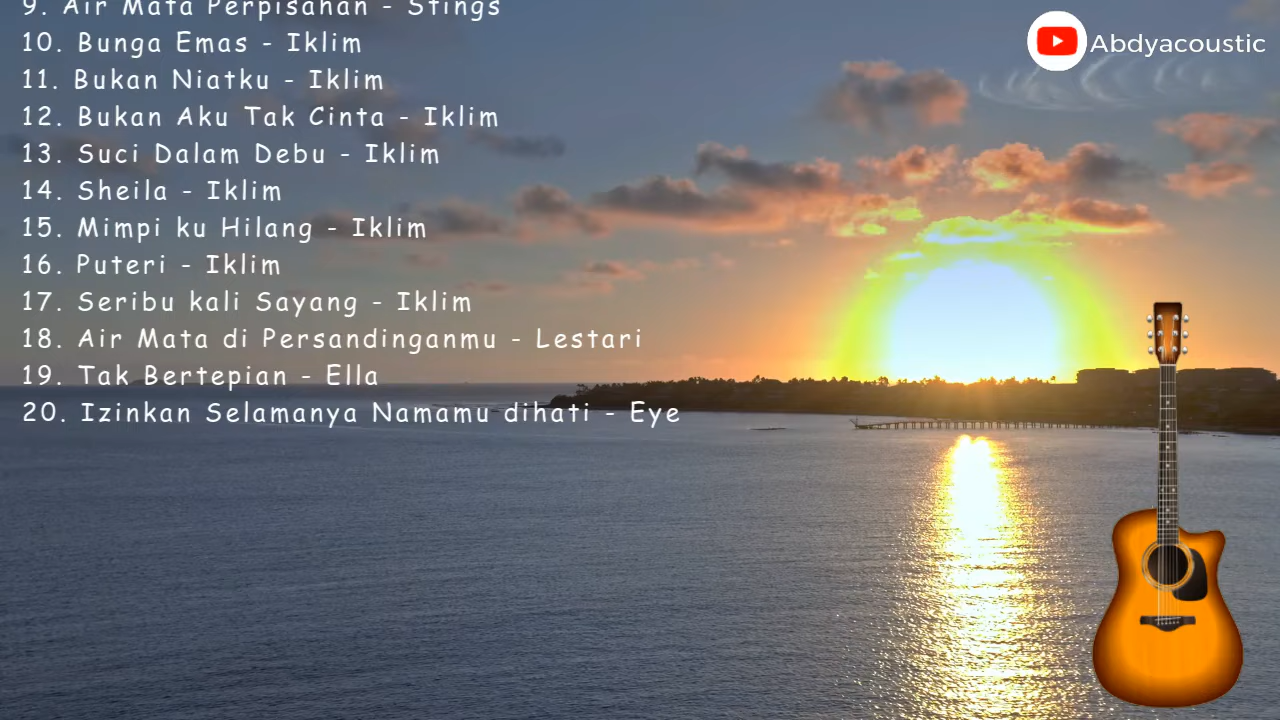 9. Air Mata Perpisahan - Stings
10. Bunga Emas - Iklim
11. Bukan Niatku - Iklim
12. Bukan Aku Tak Cinta - Iklim
13. Suci Dalam Debu - Iklim
14. Sheila - Iklim
15. Mimpi ku Hilang - Iklim
16. Puteri - Iklim
17. Seribu kali Sayang - Iklim
18. Air Mata di Persandinganmu - Lestari
19. Tak Bertepian - Ella
20. Izinkan Selamanya Namamu dihati - Eye
Abdyacoustic